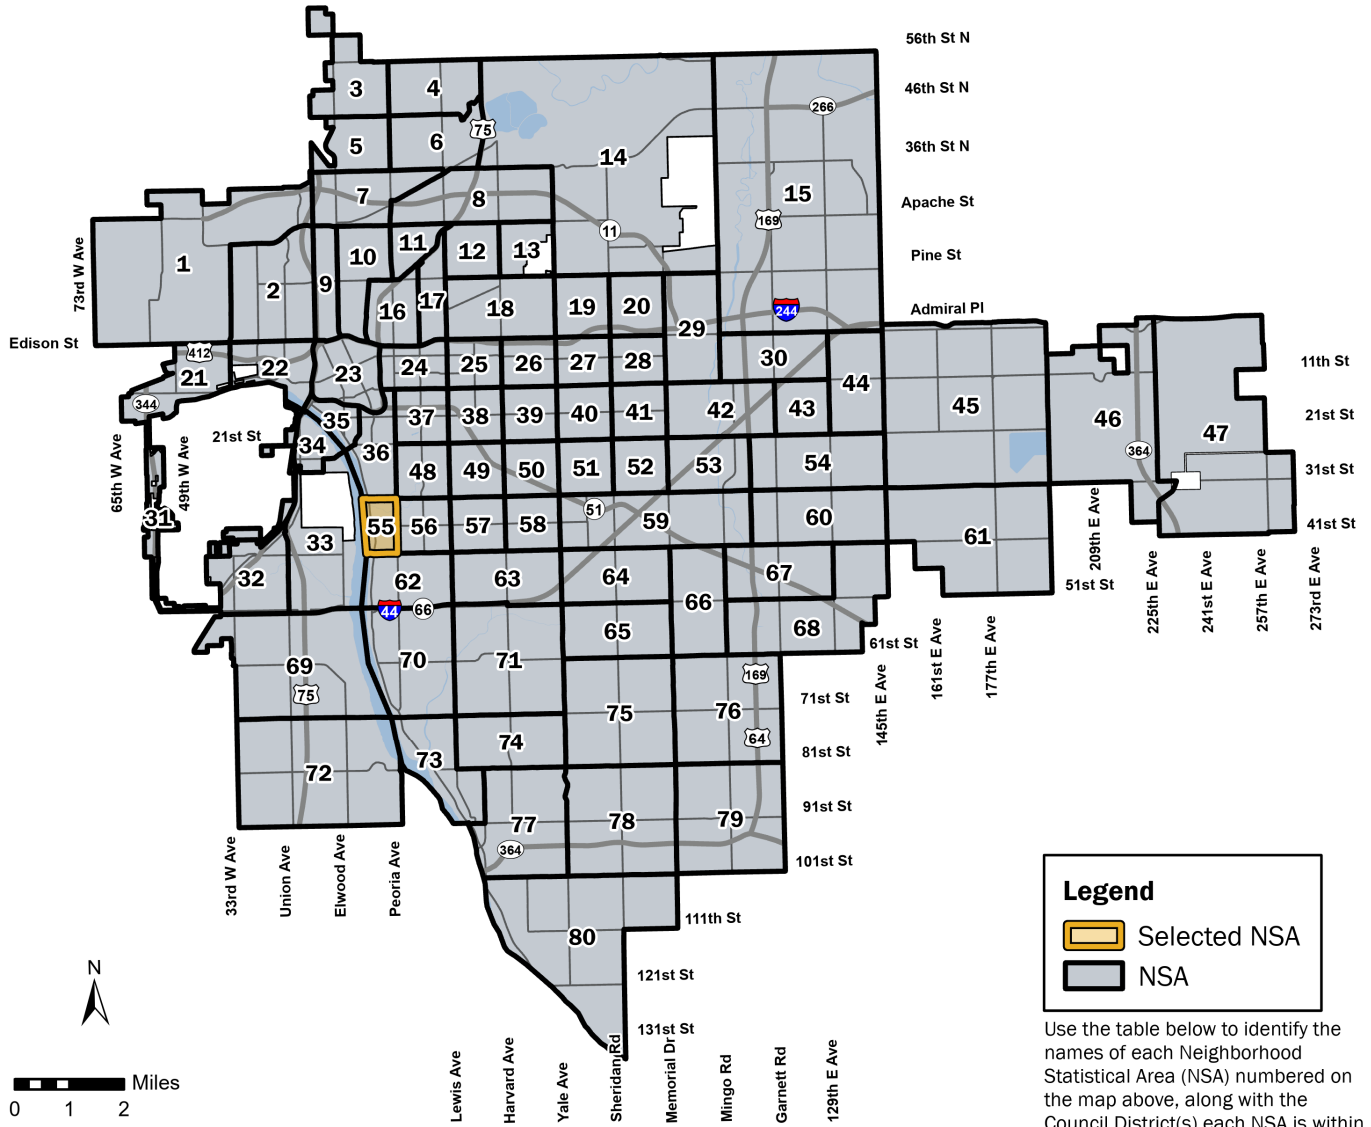 56th St N
3
4
46th St N
266
75
5
6
36th St N
14
7
8
15
Apache St
169
11
73rd W Ave
1
2
9
10
11
12
13
Pine St
16
17
18
19
20
29
244
Admiral Pl
Edison St
412
21
22
23
24
25
26
27
28
30
44
11th St
344
35
37
38
39
40
41
42
43
45
46
47
21st St
21st St
34
36
364
65th W Ave
49th W Ave
48
49
50
51
52
53
54
31st St
31
33
55
56
57
58
51
59
60
61
209th E Ave
41st St
32
62
63
64
67
51st St
44
66
66
65
68
61st St
225th E Ave
241st E Ave
257th E Ave
273rd E Ave
69
75
70
71
169
145th E Ave
161st E Ave
177th E Ave
75
76
71st St
72
73
74
64
81st St
77
78
79
91st St
364
101st St
33rd W Ave
Union Ave
Elwood Ave
Peoria Ave
80
111th St
121st St
131st St
Lewis Ave
Harvard Ave
Yale Ave
Sheridan Rd
Memorial Dr
Mingo Rd
Garnett Rd
129th E Ave
N
Miles
0 1 2
Legend
Selected NSA
NSA
Use the table below to identify the
names of each Neighborhood
Statistical Area (NSA) numbered on
the map above, along with the
Council District(s) each NSA is within